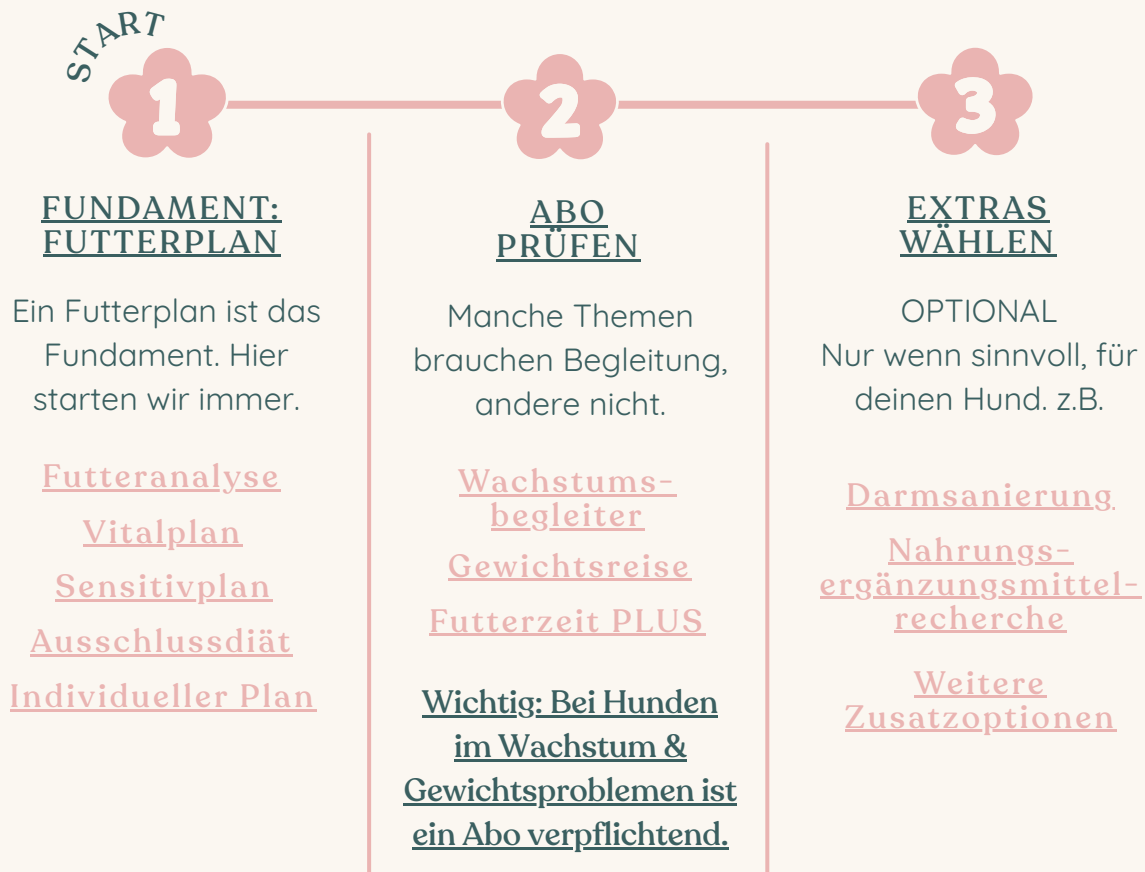 START
1
2
3
FUNDAMENT:
FUTTERPLAN
Ein Futterplan ist das
Fundament. Hier
starten wir immer.
Futteranalyse
Vitalplan
Sensitivplan
Ausschlussdiät
Individueller Plan
ABO
PRÜFEN
Manche Themen
brauchen Begleitung,
andere nicht.
Wachstums-
begleiter
Gewichtsreise
Futterzeit PLUS
Wichtig: Bei Hunden
im Wachstum &
Gewichtsproblemen ist
ein Abo verpflichtend.
EXTRAS
WÄHLEN
OPTIONAL
Nur wenn sinnvoll, für
deinen Hund. z.B.
Darmsanierung
Nahrungs-
ergänzungsmittel-
recherche
Weitere
Zusatzoptionen